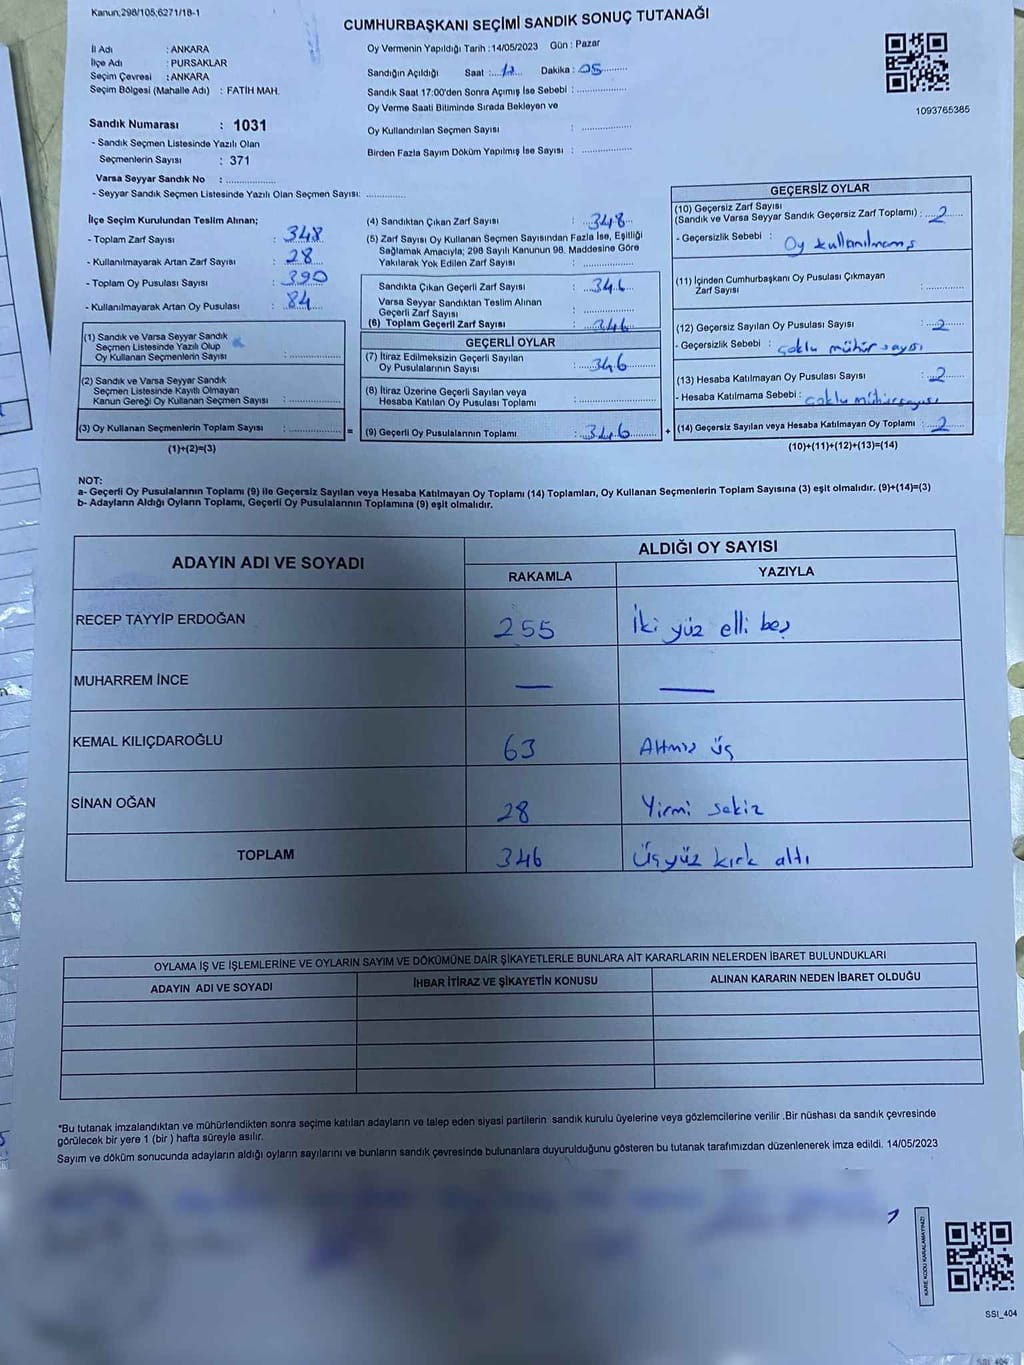 Kanun;298/105;6271/18-1
CUMHURBAŞKANI SEÇİMİ SANDIK SONUÇ TUTANAĞI
İl Adı : ANKARA
İlçe Adı : PURSAKLAR
Seçim Çevresi : ANKARA
Seçim Bölgesi (Mahalle Adı) : FATİH MAH.
Sandık Numarası : 1031
- Sandık Seçmen Listesinde Yazılı Olan
Seçmenlerin Sayısı : 371
Varsa Seyyar Sandık No : ....................
- Seyyar Sandık Seçmen Listesinde Yazılı Olan Seçmen Sayısı: ..............
Oy Vermenin Yapıldığı Tarih : 14/05/2023 Gün : Pazar
Sandığın Açıldığı Saat : 17 Dakika : 05
Sandık Saat 17:00'den Sonra Açımış İse Sebebi : ..................
Oy Verme Saati Bitiminde Sırada Bekleyen ve
Oy Kullandırılan Seçmen Sayısı : ..................
Birden Fazla Sayım Döküm Yapılmış İse Sayısı : ..................
1093765385
İlçe Seçim Kurulundan Teslim Alınan;
- Toplam Zarf Sayısı : 348
- Kullanılmayarak Artan Zarf Sayısı : 28
- Toplam Oy Pusulası Sayısı : 390
- Kullanılmayarak Artan Oy Pusulası : 84
(1) Sandık ve Varsa Seyyar Sandık
Seçmen Listesinde Yazılı Olup
Oy Kullanan Seçmenlerin Sayısı : ..................
(2) Sandık ve Varsa Seyyar Sandık
Seçmen Listesinde Kayıtlı Olmayan
Kanun Gereği Oy Kullanan Seçmen Sayısı : ..................
(3) Oy Kullanan Seçmenlerin Toplam Sayısı : ..................
(1)+(2)=(3)
(4) Sandıktan Çıkan Zarf Sayısı : 348
(5) Zarf Sayısı Oy Kullanan Seçmen Sayısından Fazla İse, Eşitliği
Sağlamak Amacıyla; 298 Sayılı Kanunun 98. Maddesine Göre
Yakılarak Yok Edilen Zarf Sayısı : ..................
Sandıkta Çıkan Geçerli Zarf Sayısı : 346
Varsa Seyyar Sandıktan Teslim Alınan
Geçerli Zarf Sayısı : ..................
(6) Toplam Geçerli Zarf Sayısı : 346
GEÇERLİ OYLAR
(7) İtiraz Edilmeksizin Geçerli Sayılan
Oy Pusulalarının Sayısı : 346
(8) İtiraz Üzerine Geçerli Sayılan veya
Hesaba Katılan Oy Pusulası Toplamı : ..................
= (9) Geçerli Oy Pusulalarının Toplamı : 346 +
GEÇERSİZ OYLAR
(10) Geçersiz Zarf Sayısı
(Sandık ve Varsa Seyyar Sandık Geçersiz Zarf Toplamı) : 2
- Geçersizlik Sebebi : Oy kullanılmamış
(11) İçinden Cumhurbaşkanı Oy Pusulası Çıkmayan
Zarf Sayısı : ..............
(12) Geçersiz Sayılan Oy Pusulası Sayısı : 2
- Geçersizlik Sebebi : çoklu mühür sayısı
(13) Hesaba Katılmayan Oy Pusulası Sayısı : 2
- Hesaba Katılmama Sebebi : çoklu mühür sayısı
(14) Geçersiz Sayılan veya Hesaba Katılmayan Oy Toplamı : 2
(10)+(11)+(12)+(13)=(14)
NOT:
a- Geçerli Oy Pusulalarının Toplamı (9) ile Geçersiz Sayılan veya Hesaba Katılmayan Oy Toplamı (14) Toplamları, Oy Kullanan Seçmenlerin Toplam Sayısına (3) eşit olmalıdır. (9)+(14)=(3)
b- Adayların Aldığı Oyların Toplamı, Geçerli Oy Pusulalarının Toplamına (9) eşit olmalıdır.
ADAYIN ADI VE SOYADI
ALDIĞI OY SAYISI
RAKAMLA YAZIYLA
RECEP TAYYİP ERDOĞAN 255 İki yüz elli beş
MUHARREM İNCE — —
KEMAL KILIÇDAROĞLU 63 Altmış üç
SİNAN OĞAN 28 Yirmi sekiz
TOPLAM 346 Üç yüz kırk altı
OYLAMA İŞ VE İŞLEMLERİNE VE OYLARIN SAYIM VE DÖKÜMÜNE DAİR ŞİKAYETLERLE BUNLARA AİT KARARLARIN NELERDEN İBARET BULUNDUKLARI
ADAYIN ADI VE SOYADI İHBAR İTİRAZ VE ŞİKAYETİN KONUSU ALINAN KARARIN NEDEN İBARET OLDUĞU
*Bu tutanak imzalandıktan ve mühürlendikten sonra seçime katılan adayların ve talep eden siyasi partilerin sandık kurulu üyelerine veya gözlemcilerine verilir .Bir nüshası da sandık çevresinde
görülecek bir yere 1 (bir ) hafta süreyle asılır.
Sayım ve döküm sonucunda adayların aldığı oyların sayılarını ve bunların sandık çevresinde bulunanlara duyurulduğunu gösteren bu tutanak tarafımızdan düzenlenerek imza edildi. 14/05/2023
KARE KODU KARALAMAYINIZ!
SSI_404
SSI_404